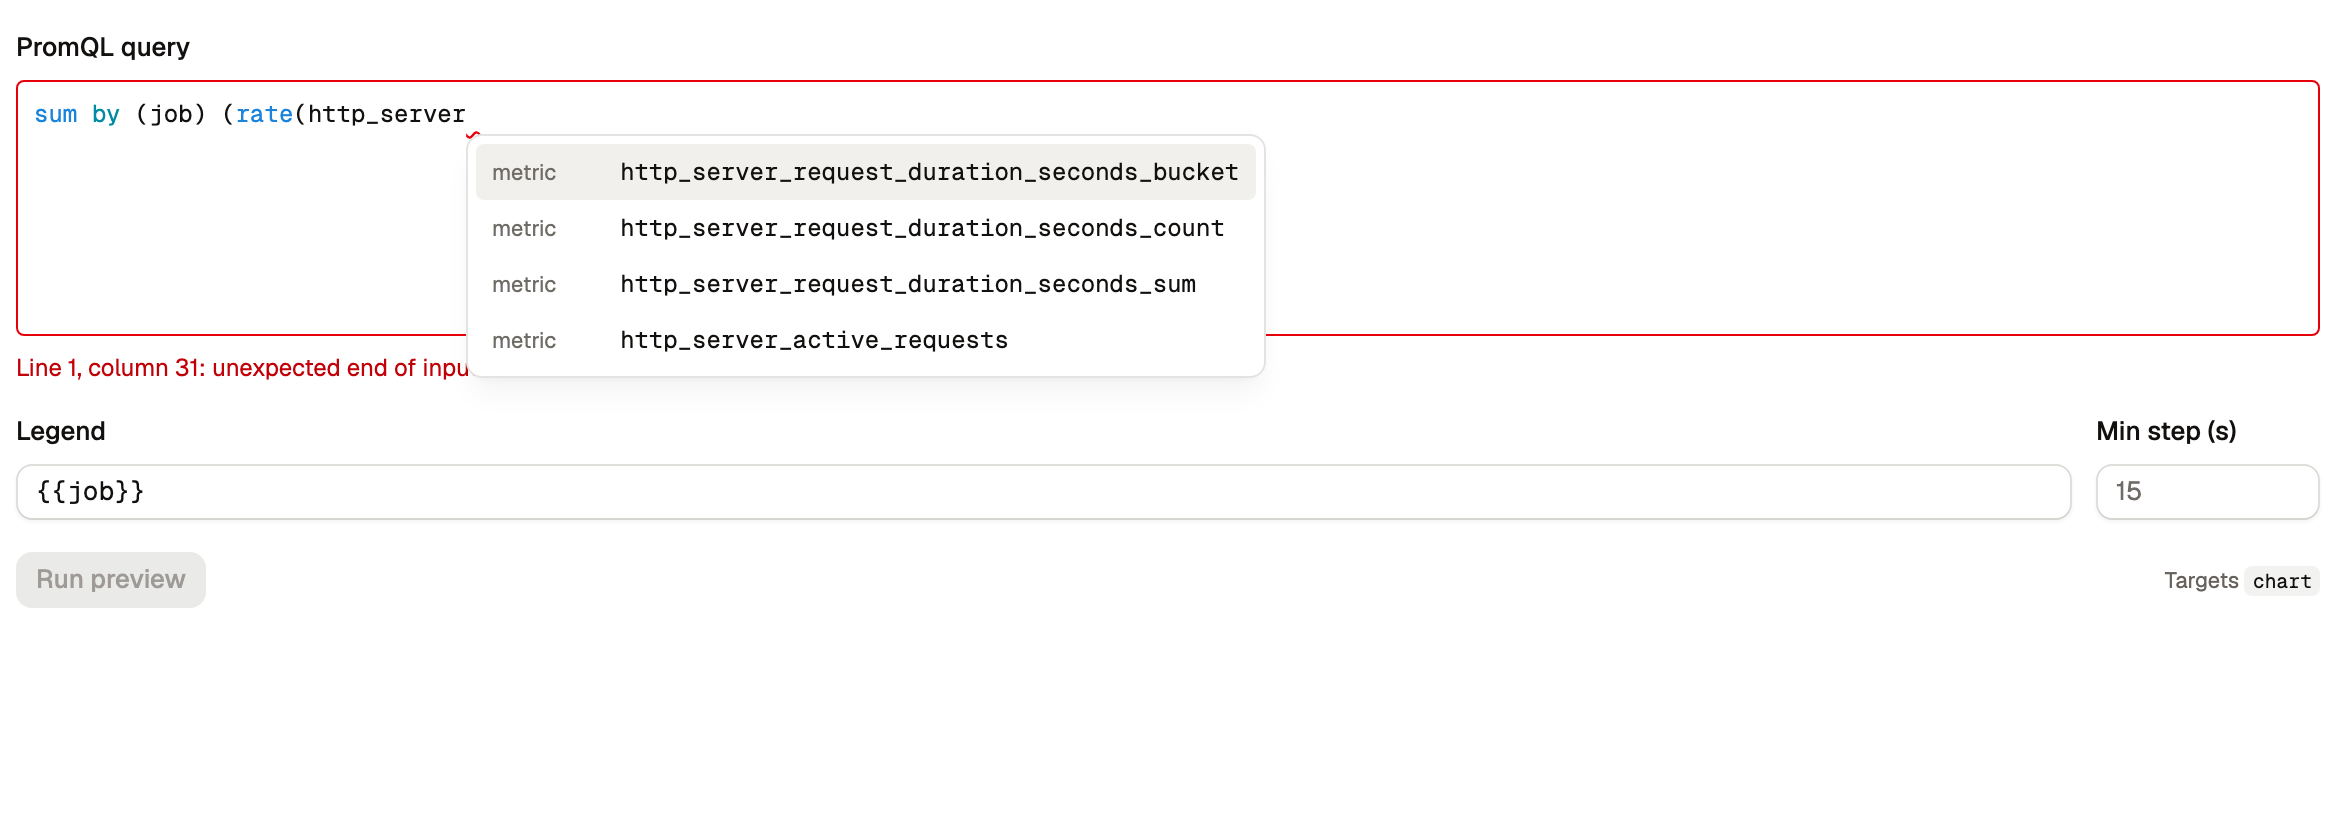 PromQL query
sum by (job) (rate(http_server
metric http_server_request_duration_seconds_bucket
metric http_server_request_duration_seconds_count
metric http_server_request_duration_seconds_sum
metric http_server_active_requests
Line 1, column 31: unexpected end of inpu
Legend
Min step (s)
{{job}}
15
Run preview
Targets chart